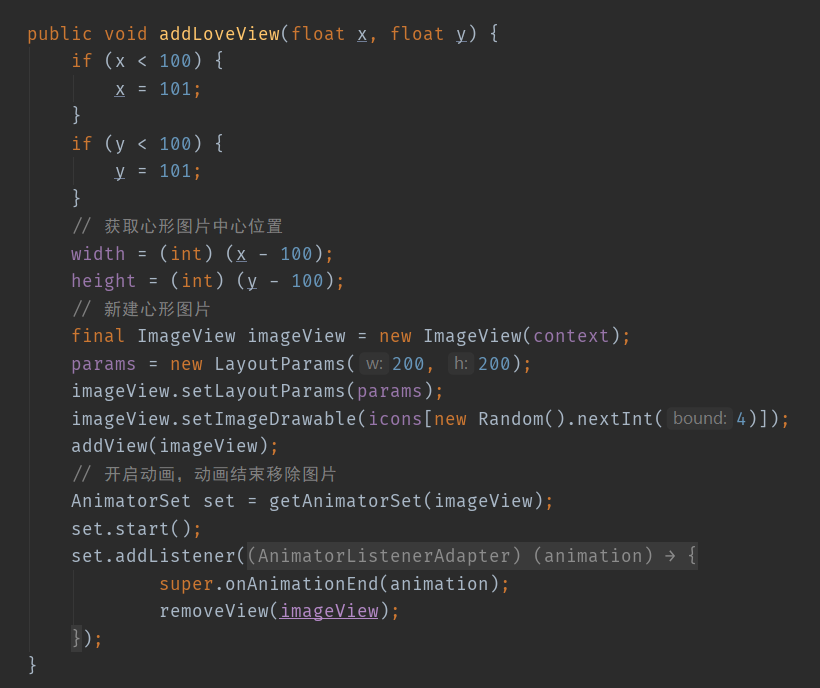 public void addLoveView(float x, float y) {
    if (x < 100) {
        x = 101;
    }
    if (y < 100) {
        y = 101;
    }
    // 获取心形图片中心位置
    width = (int) (x - 100);
    height = (int) (y - 100);
    // 新建心形图片
    final ImageView imageView = new ImageView(context);
    params = new LayoutParams( w: 200, h: 200);
    imageView.setLayoutParams(params);
    imageView.setImageDrawable(icons[new Random().nextInt( bound: 4)]);
    addView(imageView);
    // 开启动画，动画结束移除图片
    AnimatorSet set = getAnimatorSet(imageView);
    set.start();
    set.addListener((AnimatorListenerAdapter) (animation) → {
            super.onAnimationEnd(animation);
            removeView(imageView);
    });
}